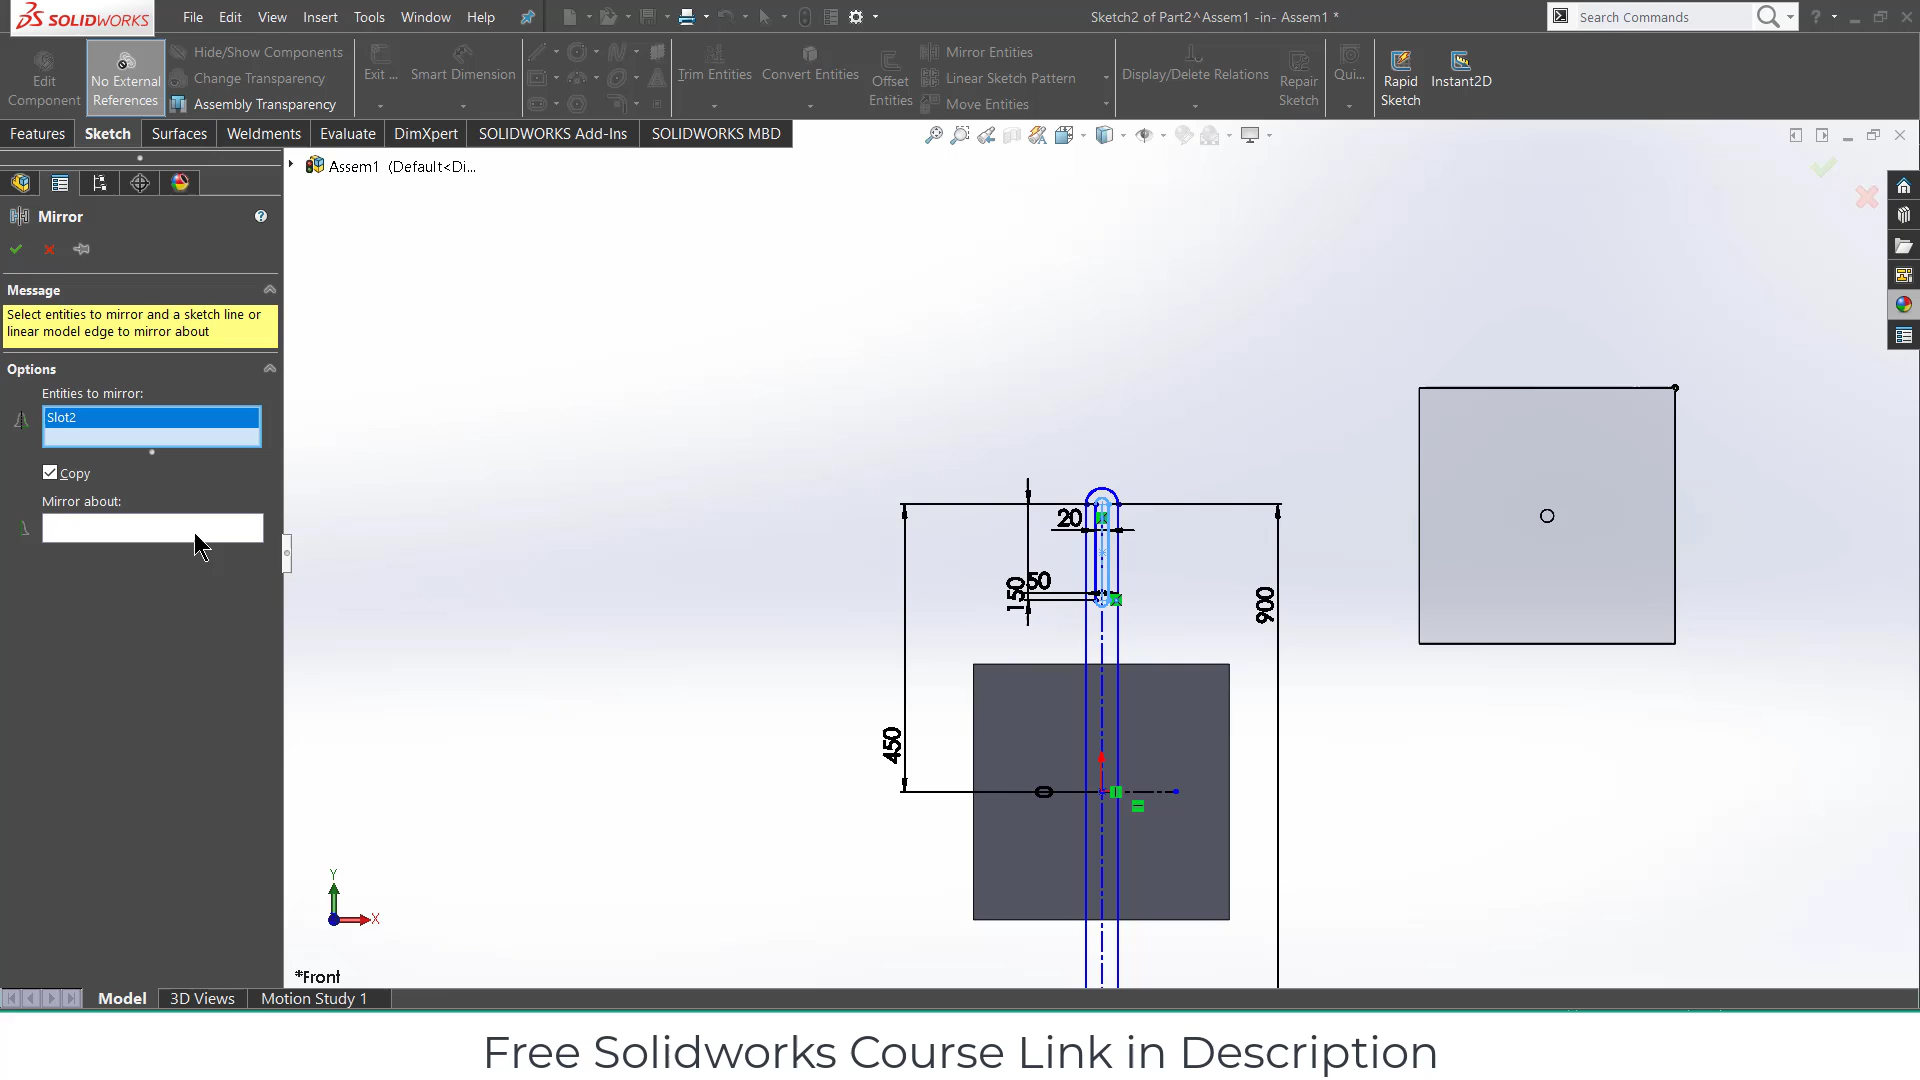 SOLIDWORKS
File Edit View Insert Tools Window Help
Sketch2 of Part2^Assem1 -in- Assem1 *
Search Commands
Edit Component
No External References
Hide/Show Components
Change Transparency
Assembly Transparency
Exit ...
Smart Dimension
Trim Entities
Convert Entities
Offset Entities
Mirror Entities
Linear Sketch Pattern
Move Entities
Display/Delete Relations
Repair Sketch
Qui...
Rapid Sketch
Instant2D
Features Sketch Surfaces Weldments Evaluate DimXpert SOLIDWORKS Add-Ins SOLIDWORKS MBD
Assem1 (Default<Di...
Mirror
Message
Select entities to mirror and a sketch line or
linear model edge to mirror about
Options
Entities to mirror:
Slot2
Copy
Mirror about:
20
50
150
900
450
0
Y
X
*Front
Model 3D Views Motion Study 1
Free Solidworks Course Link in Description